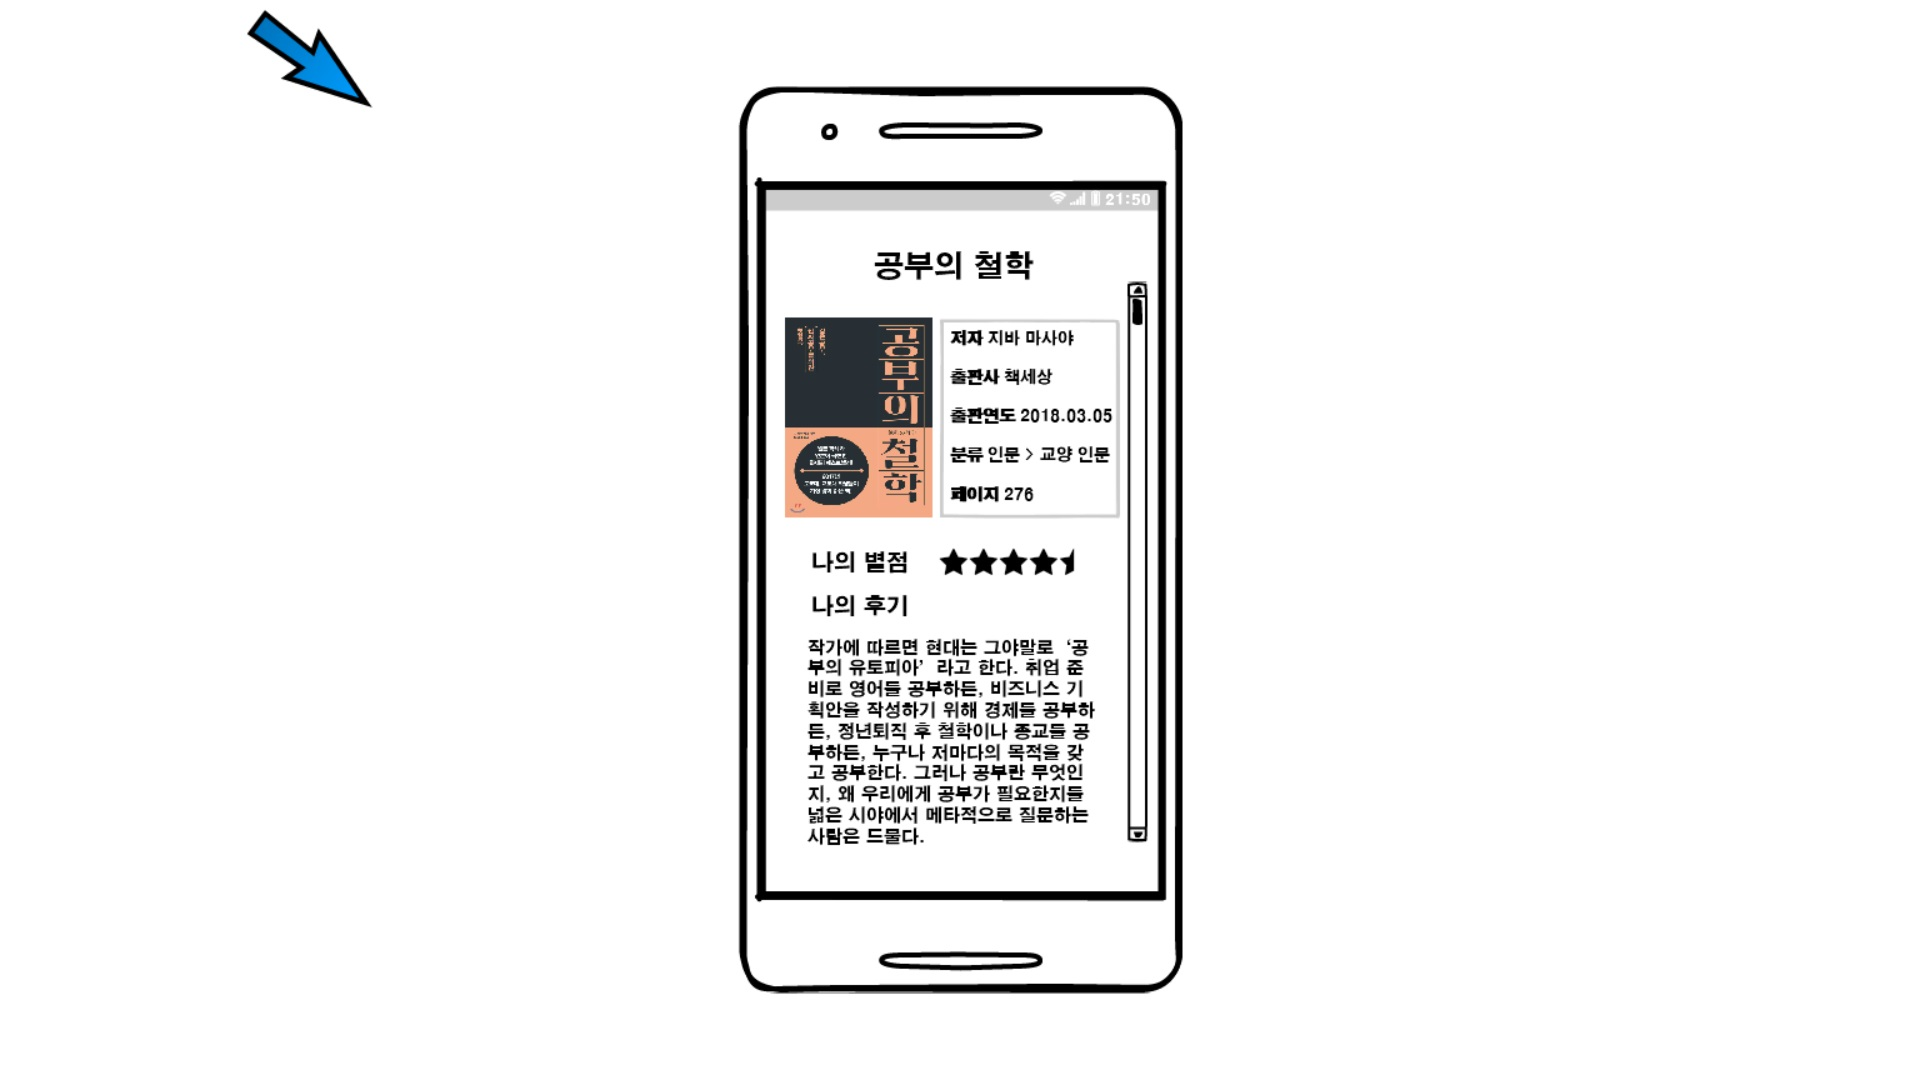 21:50
공부의 철학
공부의
철학
저자 지바 마사야
출판사 책세상
출판연도 2018.03.05
분류 인문 > 교양 인문
페이지 276
나의 별점
나의 후기
작가에 따르면 현대는 그야말로 ‘공
부의 유토피아’ 라고 한다. 취업 준
비로 영어를 공부하든, 비즈니스 기
획안을 작성하기 위해 경제를 공부하
든, 정년퇴직 후 철학이나 종교를 공
부하든, 누구나 저마다의 목적을 갖
고 공부한다. 그러나 공부란 무엇인
지, 왜 우리에게 공부가 필요한지를
넓은 시야에서 메타적으로 질문하는
사람은 드물다.